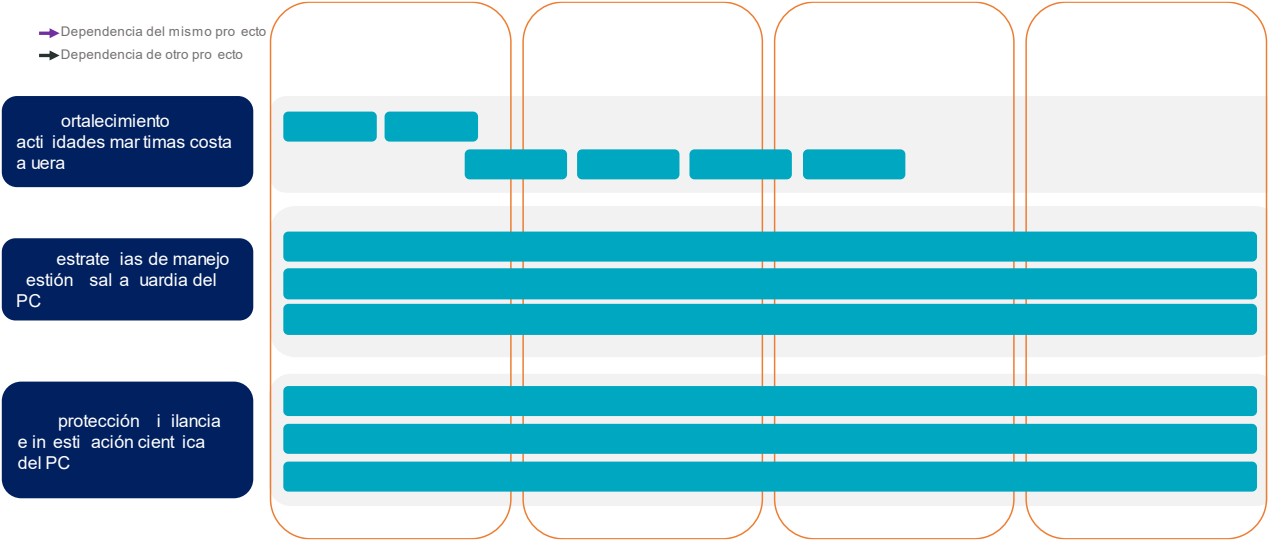 Dependencia del mismo pro ecto
Dependencia de otro pro ecto
ortalecimiento
acti idades mar timas costa
a uera
estrate ias de manejo
estión sal a uardia del
PC
protección i ilancia
e in esti ación cient ica
del PC